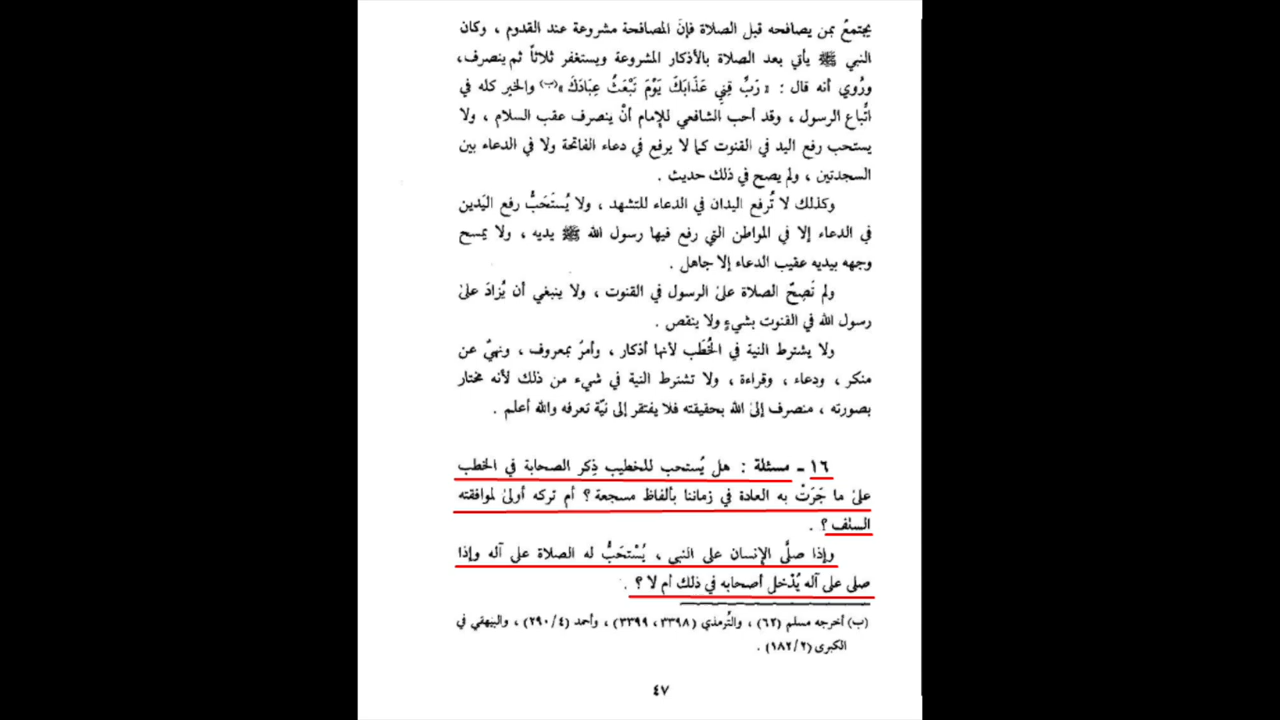 يجتمعُ بمن يصافحه قبل الصلاة فإنَ المصافحة مشروعة عند القدوم ، وكان
النبي ﷺ يأتي بعد الصلاة بالأذكار المشروعة ويستغفر ثلاثاً ثم ينصرف،
ورُوي أنه قال : « رَبِّ قِنِي عَذَابَكَ يَوْمَ تَبْعَثُ عِبَادَكَ »(ب) والخير كله في
اتِّباع الرسول ، وقد أحب الشافعي للإمام أنْ ينصرف عقب السلام ، ولا
يستحب رفع اليد في القنوت كما لا يرفع في دعاء الفاتحة ولا في الدعاء بين
السجدتين ، ولم يصح في ذلك حديث .
وكذلك لا تُرفع اليدان في الدعاء للتشهد ، ولا يُستَحَبُّ رفع اليَدين
في الدعاء إلا في المواطن التي رفع فيها رسول الله ﷺ يديه ، ولا يمسح
وجهه بيديه عقيب الدعاء إلا جاهل .
ولم تَصِحّ الصلاة علىٰ الرسول في القنوت ، ولا ينبغي أن يُزادَ علىٰ
رسول الله في القنوت بشيءٍ ولا ينقص .
ولا يشترط النية في الخُطَب لأنها أذكار ، وأمرٌ بمعروف ، ونهيٌ عن
منكر ، ودعاء ، وقراءة ، ولا تشترط النية في شيء من ذلك لأنه مختار
بصورته ، منصرف إلىٰ الله بحقيقته فلا يفتقر إلى نيّة تعرفه والله أعلم .
١٦ - مسئلة : هل يُستحب للخطيب ذِكر الصحابة في الخطب
علىٰ ما جَرَتْ به العادة في زماننا بألفاظ مسجعة ؟ أم تركه أولىٰ لموافقته
السلف ؟ .
وإذا صلَّى الإنسان على النبي ، يُسْتحَبُّ له الصلاة على آله وإذا
صلى على آله يُدْخل أصحابه في ذلك أم لا ؟ .
(ب) أخرجه مسلم (٦٢) ، والتُرمذي (٣٣٩٨ ، ٣٣٩٩) ، وأحمد (٤/ ٢٩٠) ، والبيهقي في
الكبرى (٢/ ١٨٢) .
٤٧